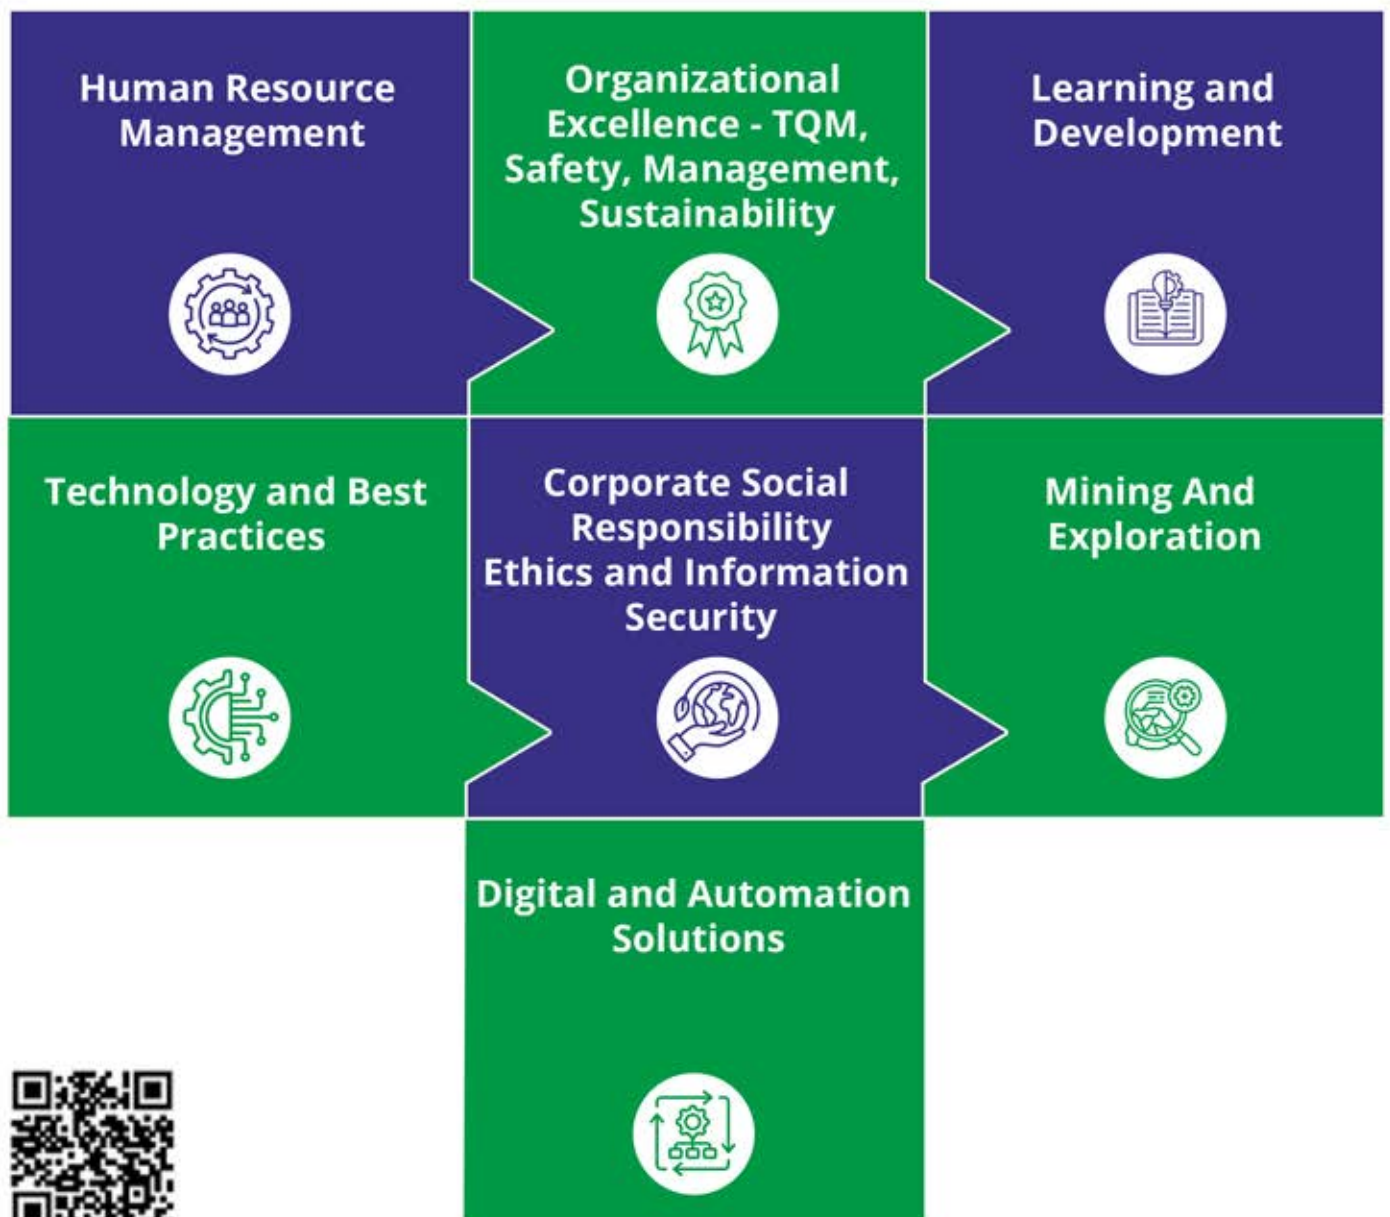 Human Resource
Management
Organizational
Excellence - TQM,
Safety, Management,
Sustainability
Learning and
Development
Technology and Best
Practices
Corporate Social
Responsibility
Ethics and Information
Security
Mining And
Exploration
Digital and Automation
Solutions